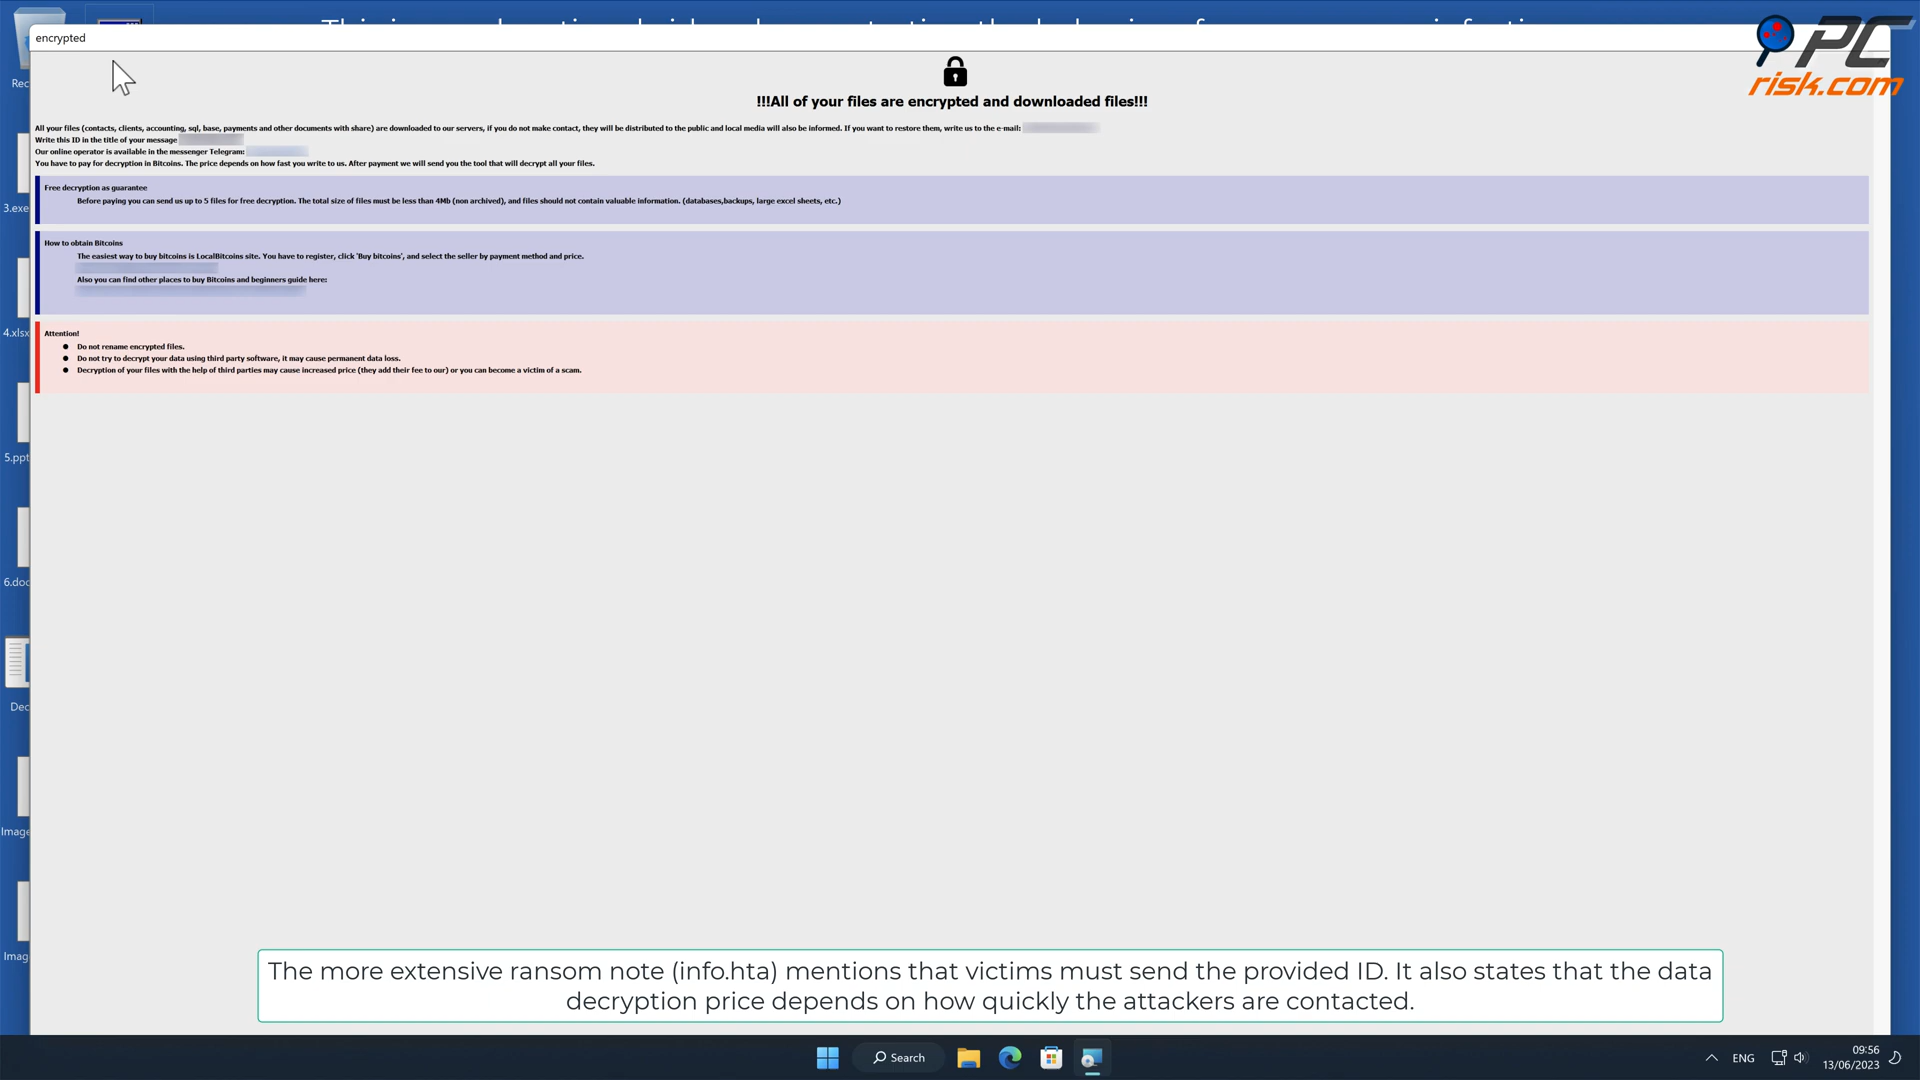 encrypted
PC
risk.com
!!!All of your files are encrypted and downloaded files!!!
All your files (contacts, clients, accounting, sql, base, payments and other documents with share) are downloaded to our servers, if you do not make contact, they will be distributed to the public and local media will also be informed. If you want to restore them, write us to the e-mail:
Write this ID in the title of your message
Our online operator is available in the messenger Telegram:
You have to pay for decryption in Bitcoins. The price depends on how fast you write to us. After payment we will send you the tool that will decrypt all your files.
Free decryption as guarantee
Before paying you can send us up to 5 files for free decryption. The total size of files must be less than 4Mb (non archived), and files should not contain valuable information. (databases,backups, large excel sheets, etc.)
How to obtain Bitcoins
The easiest way to buy bitcoins is LocalBitcoins site. You have to register, click 'Buy bitcoins', and select the seller by payment method and price.
Also you can find other places to buy Bitcoins and beginners guide here:
Attention!
● Do not rename encrypted files.
● Do not try to decrypt your data using third party software, it may cause permanent data loss.
● Decryption of your files with the help of third parties may cause increased price (they add their fee to our) or you can become a victim of a scam.
Rec
3.exe
4.xlsx
5.ppt
6.doc
Dec
Image
Imag
The more extensive ransom note (info.hta) mentions that victims must send the provided ID. It also states that the data
decryption price depends on how quickly the attackers are contacted.
Search
ENG
09:56
13/06/2023